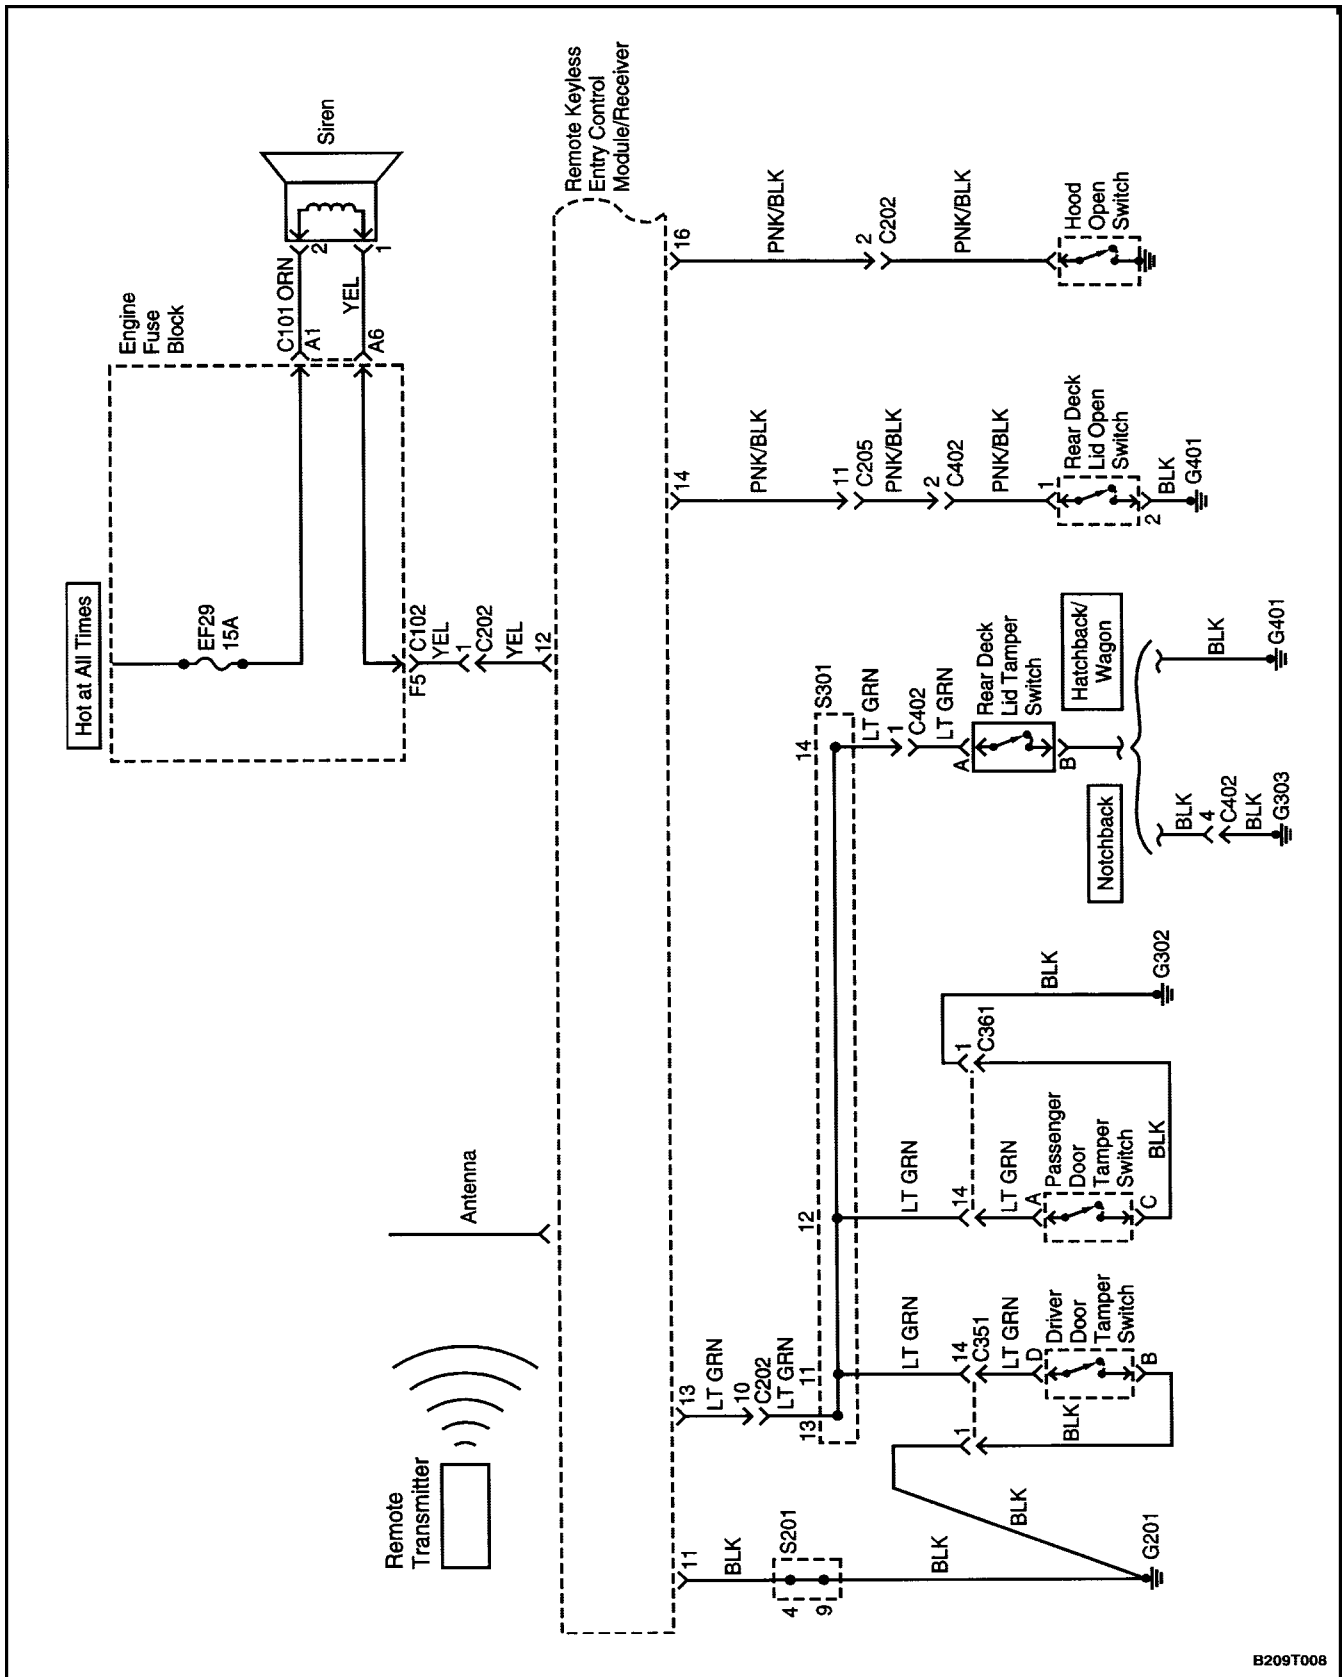 Hot at All Times
EF29
15A
Engine
Fuse
Block
C101 ORN
A1
YEL
A6
2
1
Siren
F5
C102
YEL
1
C202
YEL
12
Remote
Transmitter
Antenna
Remote Keyless
Entry Control
Module/Receiver
11
BLK
S201
4
9
BLK
BLK
G201
13
LT GRN
10
C202
LT GRN
13
11
12
14
S301
LT GRN
14
C351
LT GRN
D
Driver
Door
Tamper
Switch
B
BLK
1
LT GRN
14
LT GRN
A
Passenger
Door
Tamper
Switch
C
BLK
1
C361
BLK
G302
LT GRN
1
C402
LT GRN
A
Rear Deck
Lid Tamper
Switch
B
Notchback
BLK
4
C402
BLK
G303
Hatchback/
Wagon
BLK
G401
14
PNK/BLK
11
C205
PNK/BLK
2
C402
PNK/BLK
1
Rear Deck
Lid Open
Switch
2
BLK
G401
16
PNK/BLK
2
C202
PNK/BLK
Hood
Open
Switch
B209T008